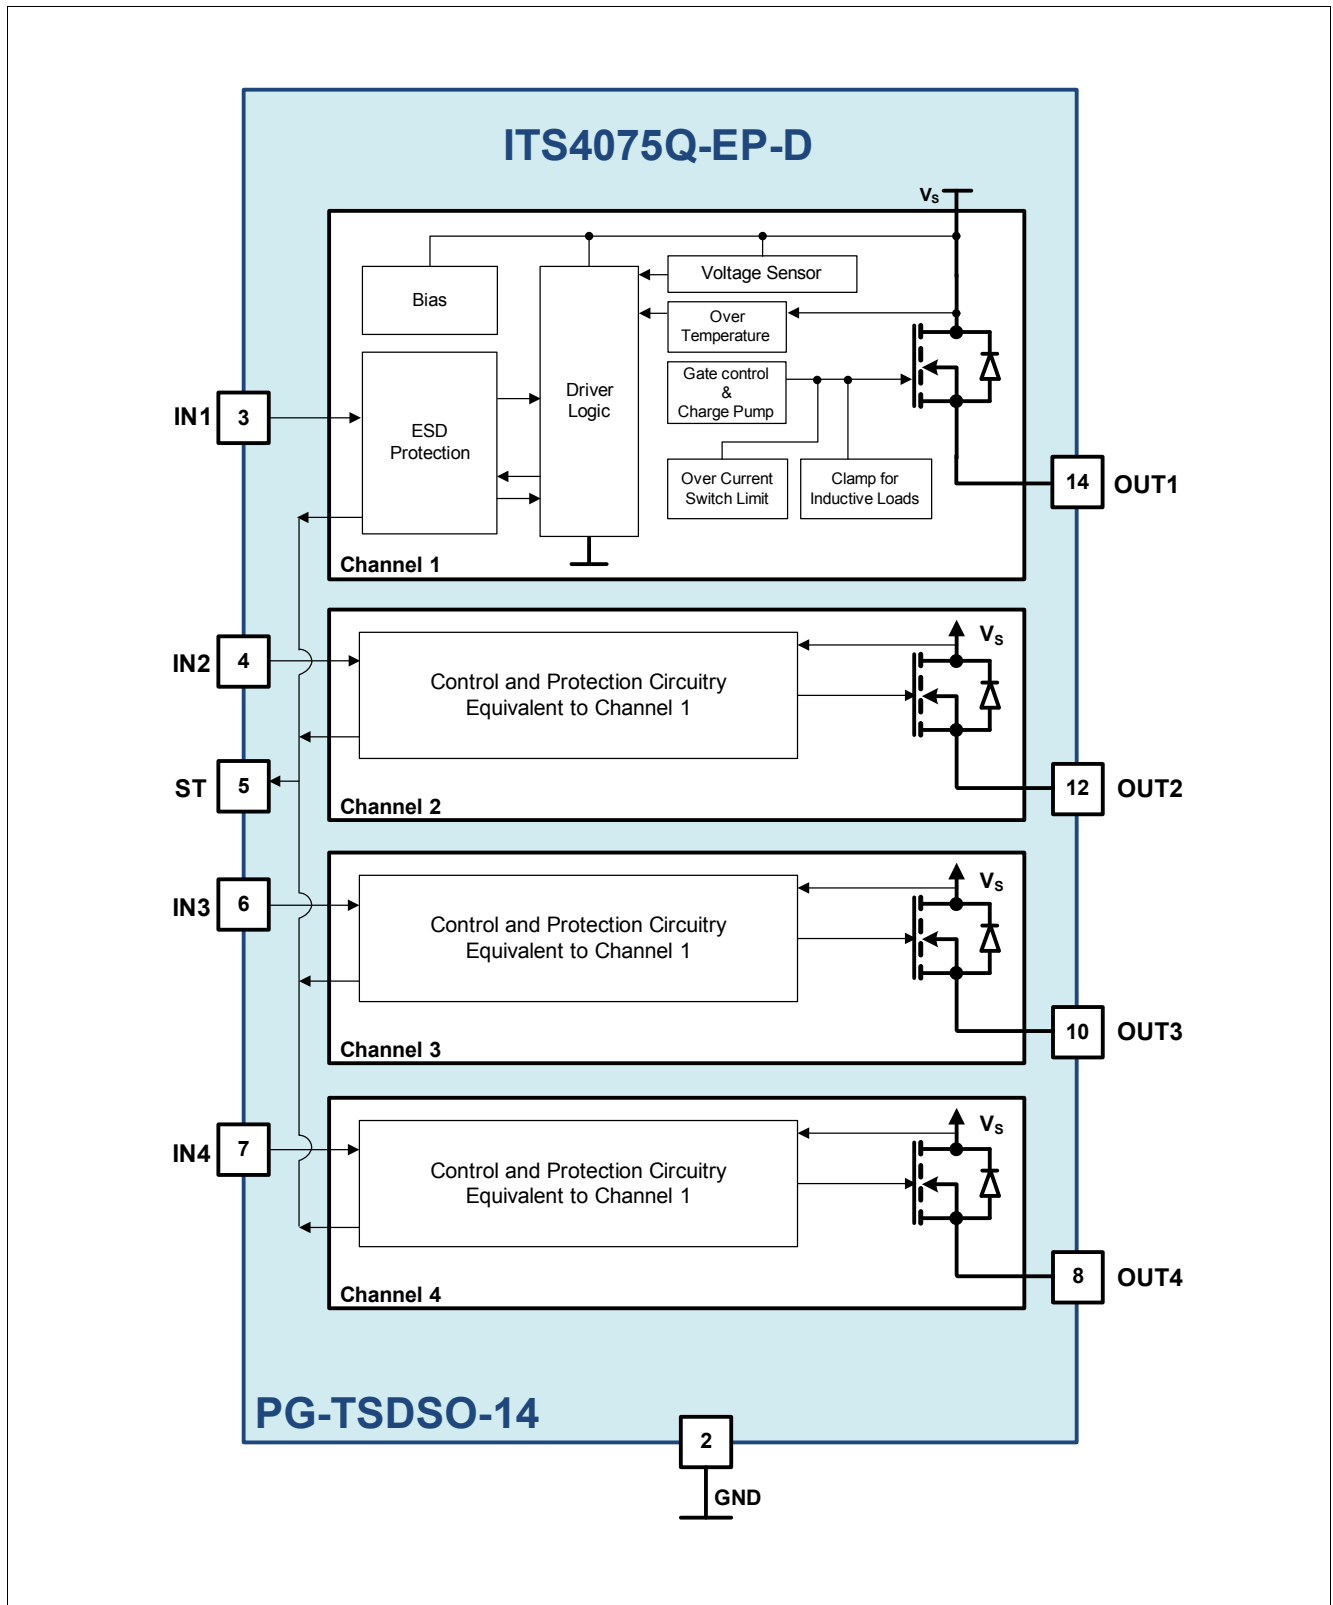 ITS4075Q-EP-D
VS
Bias
Voltage Sensor
Over
Temperature
Gate control
&
Charge Pump
Driver
Logic
ESD
Protection
Over Current
Switch Limit
Clamp for
Inductive Loads
IN1
3
14
OUT1
Channel 1
IN2
4
Control and Protection Circuitry
Equivalent to Channel 1
VS
ST
5
12
OUT2
Channel 2
IN3
6
Control and Protection Circuitry
Equivalent to Channel 1
VS
10
OUT3
Channel 3
IN4
7
Control and Protection Circuitry
Equivalent to Channel 1
VS
8
OUT4
Channel 4
PG-TSDSO-14
2
GND